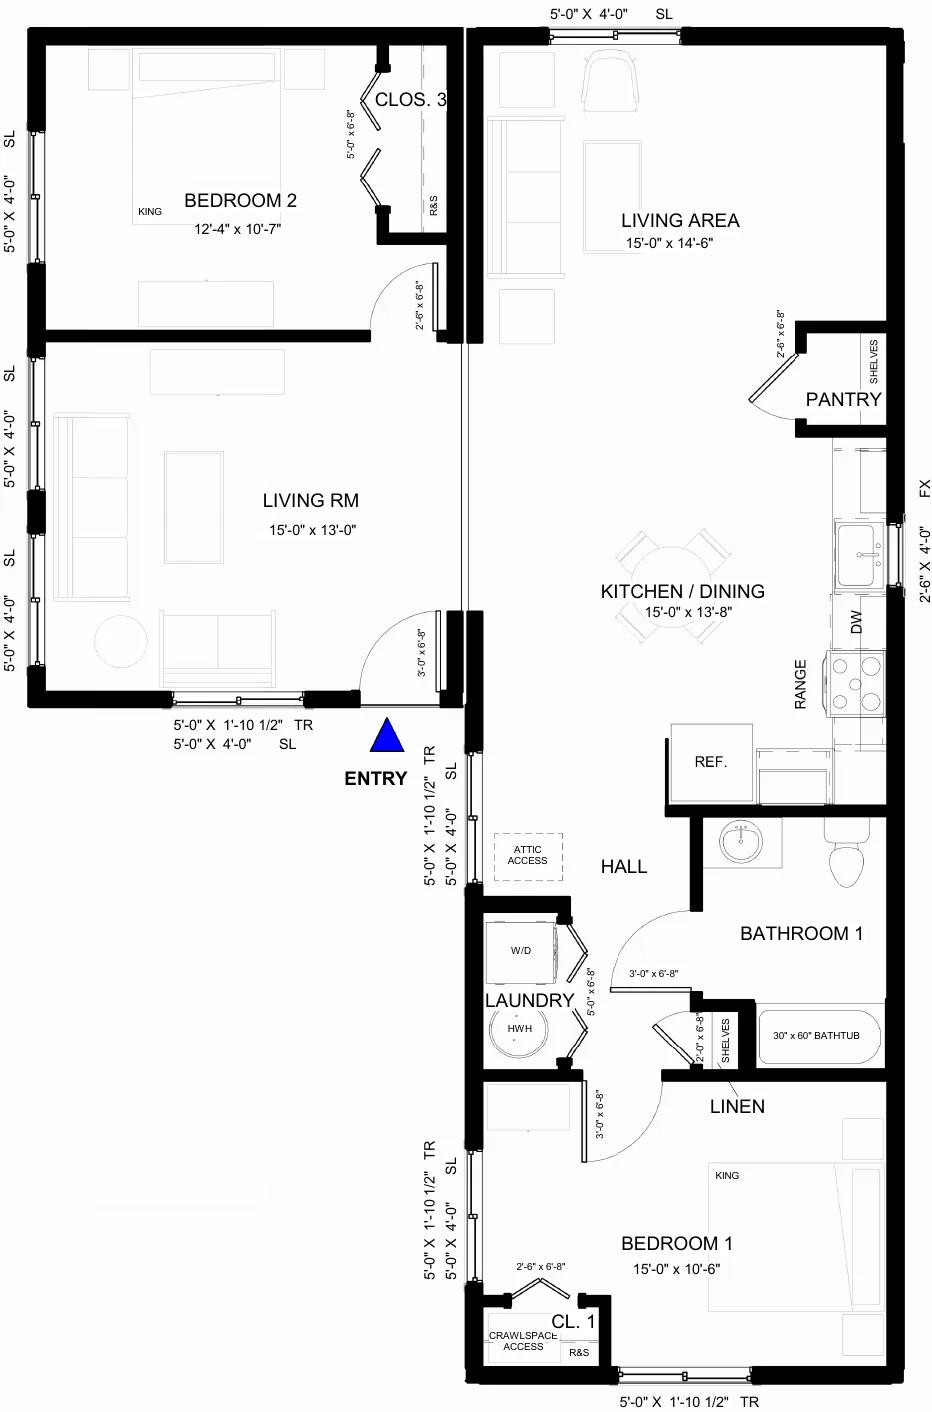 5'-0" X 4'-0" SL
CLOS. 3
5'-0" x 6'-8"
R&S
BEDROOM 2
12'-4" x 10'-7"
KING
5'-0" X 4'-0" SL
2'-6" x 6'-8"
LIVING AREA
15'-0" x 14'-6"
2'-6" x 6'-8"
SHELVES
PANTRY
5'-0" X 4'-0" SL
LIVING RM
15'-0" x 13'-0"
5'-0" X 4'-0" SL
3'-0" x 6'-8"
2'-6" X 4'-0" FX
KITCHEN / DINING
15'-0" x 13'-8"
DW
RANGE
REF.
5'-0" X 1'-10 1/2" TR
5'-0" X 4'-0" SL
ENTRY
5'-0" X 1'-10 1/2" TR
5'-0" X 4'-0" SL
ATTIC
ACCESS
HALL
BATHROOM 1
W/D
3'-0" x 6'-8"
5'-0" x 6'-8"
LAUNDRY
HWH
2'-0" x 6'-8"
SHELVES
30" x 60" BATHTUB
LINEN
3'-0" x 6'-8"
5'-0" X 1'-10 1/2" TR
5'-0" X 4'-0" SL
KING
BEDROOM 1
15'-0" x 10'-6"
2'-6" x 6'-8"
CL. 1
CRAWLSPACE
ACCESS
R&S
5'-0" X 1'-10 1/2" TR